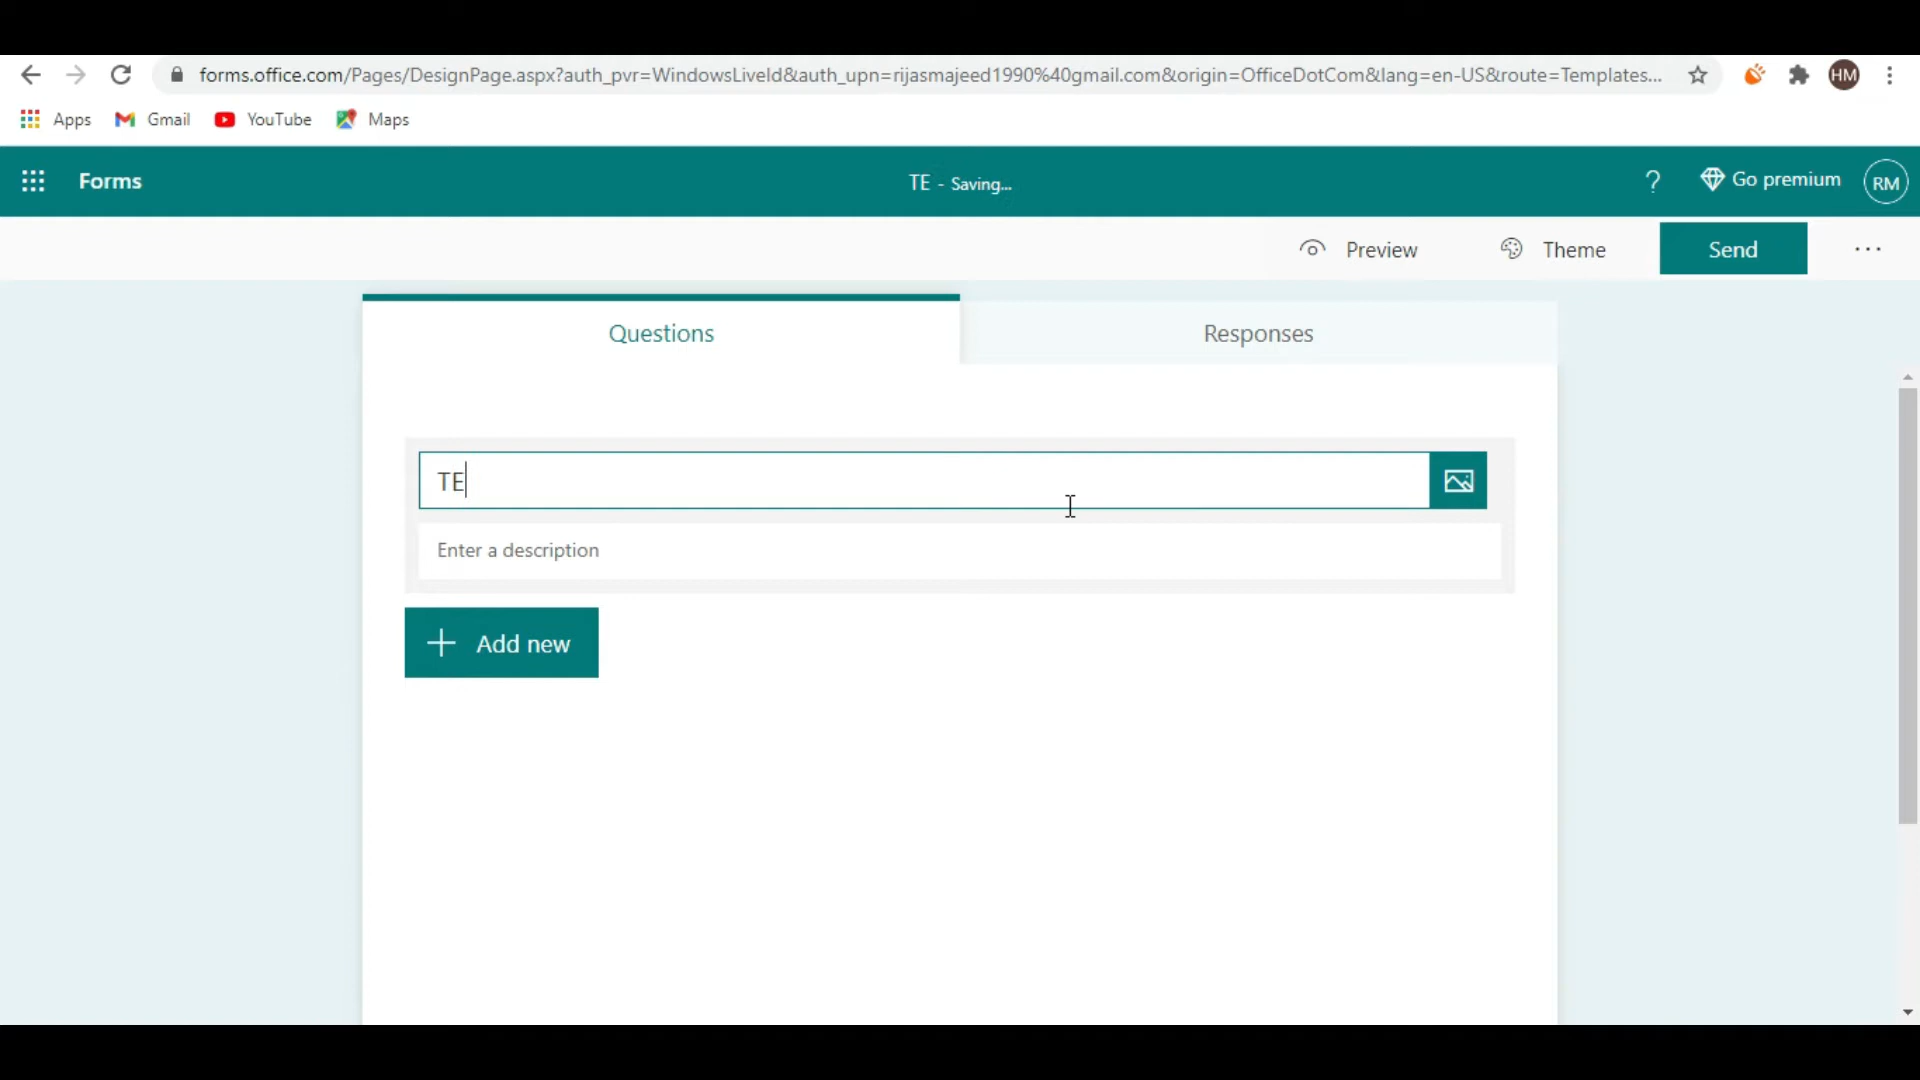 forms.office.com/Pages/DesignPage.aspx?auth_pvr=WindowsLiveId&auth_upn=rijasmajeed1990%40gmail.com&origin=OfficeDotCom&lang=en-US&route=Templates...
HM
Apps Gmail YouTube Maps
Forms TE - Saving... ? Go premium RM
Preview Theme Send ...
Questions Responses
TE
Enter a description
+ Add new